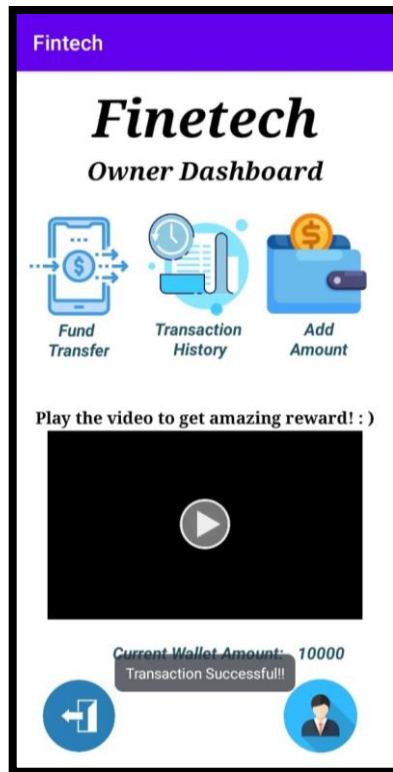 Fintech
Finetech
Owner Dashboard
Fund
Transfer
Transaction
History
Add
Amount
Play the video to get amazing reward! : )
Current Wallet Amount: 10000
Transaction Successful!!